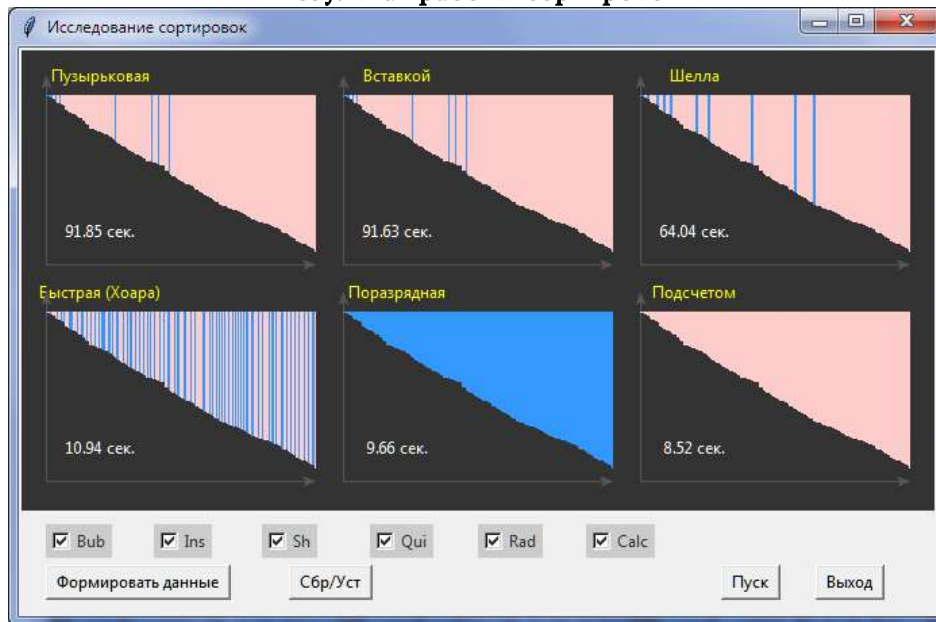 Исследование сортировок
Пузырьковая
Вставкой
Шелла
91.85 сек.
91.63 сек.
64.04 сек.
Быстрая (Хоара)
Поразрядная
Подсчетом
10.94 сек.
9.66 сек.
8.52 сек.
Bub
Ins
Sh
Qui
Rad
Calc
Формировать данные
Сбр/Уст
Пуск
Выход